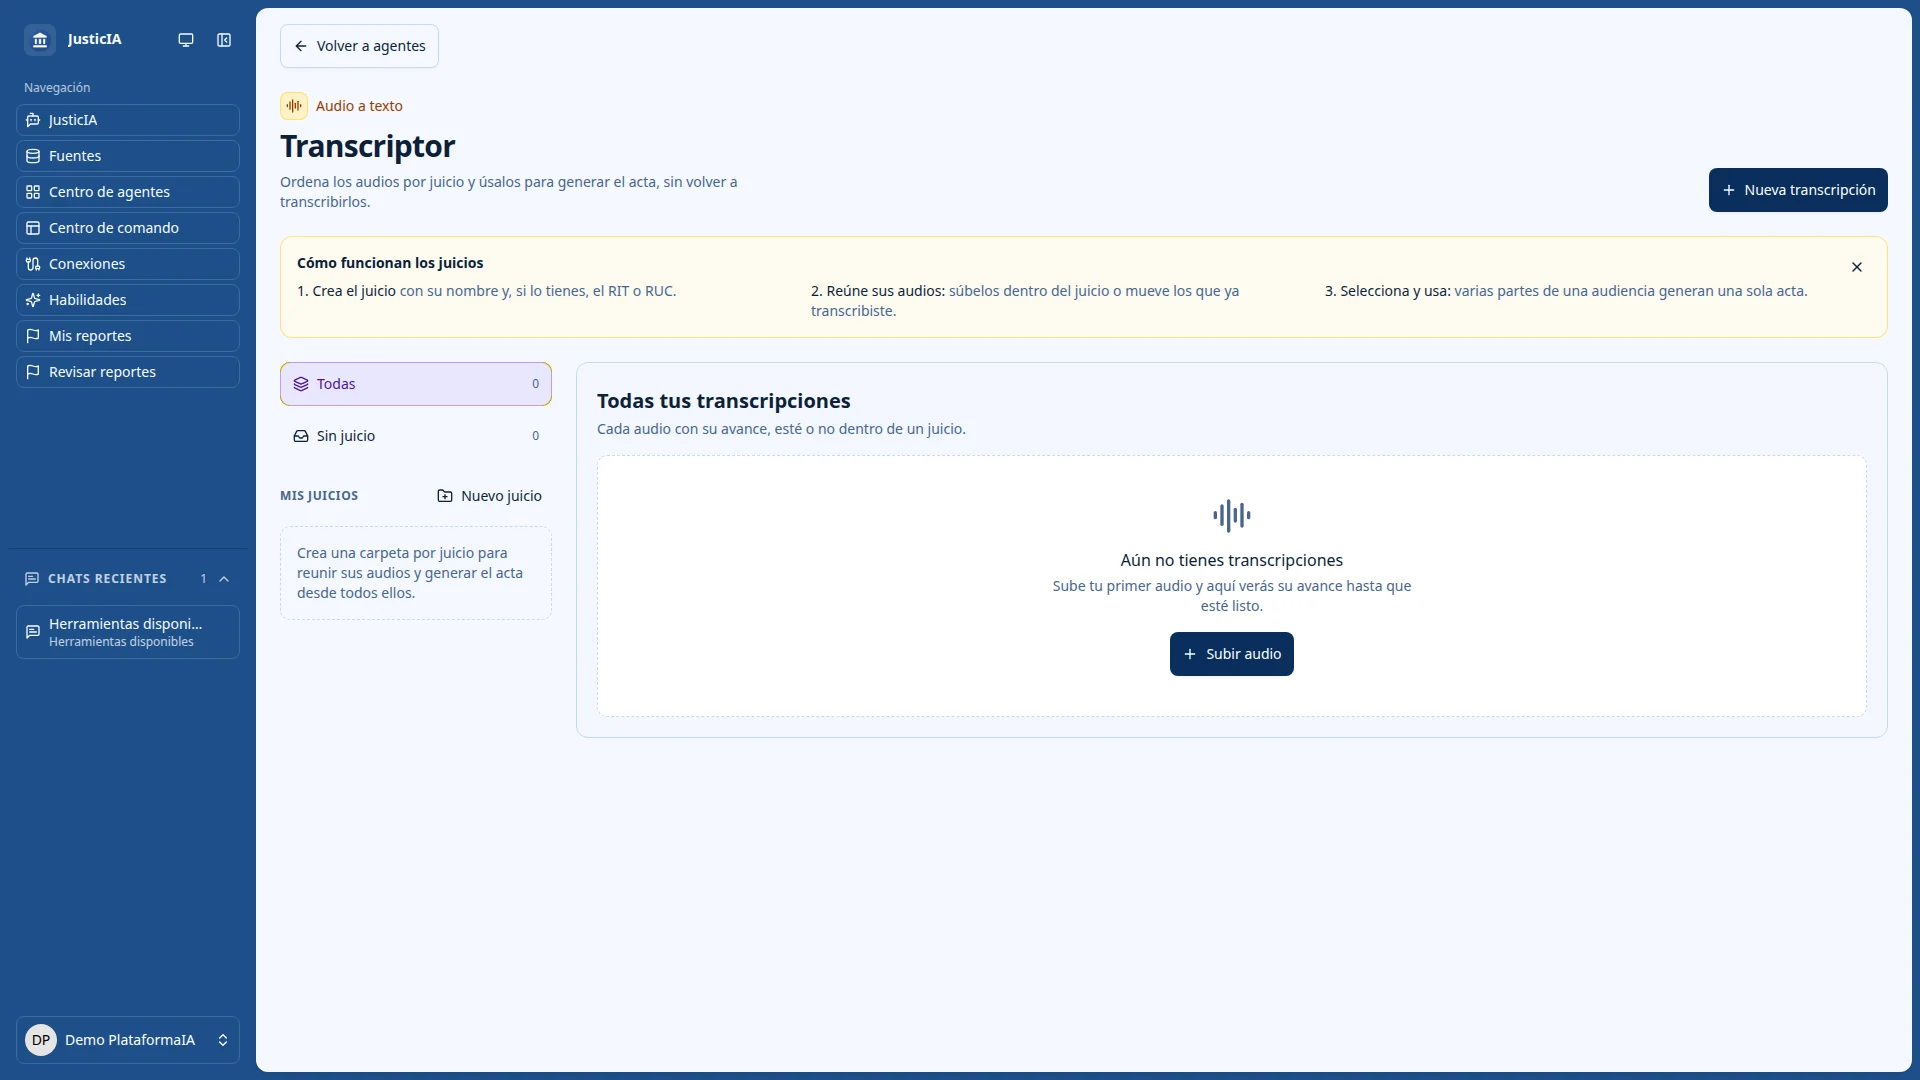 JusticIA
Navegación
JusticIA
Fuentes
Centro de agentes
Centro de comando
Conexiones
Habilidades
Mis reportes
Revisar reportes
CHATS RECIENTES 1
Herramientas disponi...
Herramientas disponibles
DP Demo PlataformaIA
Volver a agentes
Audio a texto
Transcriptor
Ordena los audios por juicio y úsalos para generar el acta, sin volver a
transcribirlos.
+ Nueva transcripción
Cómo funcionan los juicios
1. Crea el juicio con su nombre y, si lo tienes, el RIT o RUC.
2. Reúne sus audios: súbelos dentro del juicio o mueve los que ya
transcribiste.
3. Selecciona y usa: varias partes de una audiencia generan una sola acta.
Todas 0
Sin juicio 0
MIS JUICIOS
Nuevo juicio
Crea una carpeta por juicio para
reunir sus audios y generar el acta
desde todos ellos.
Todas tus transcripciones
Cada audio con su avance, esté o no dentro de un juicio.
Aún no tienes transcripciones
Sube tu primer audio y aquí verás su avance hasta que
esté listo.
+ Subir audio